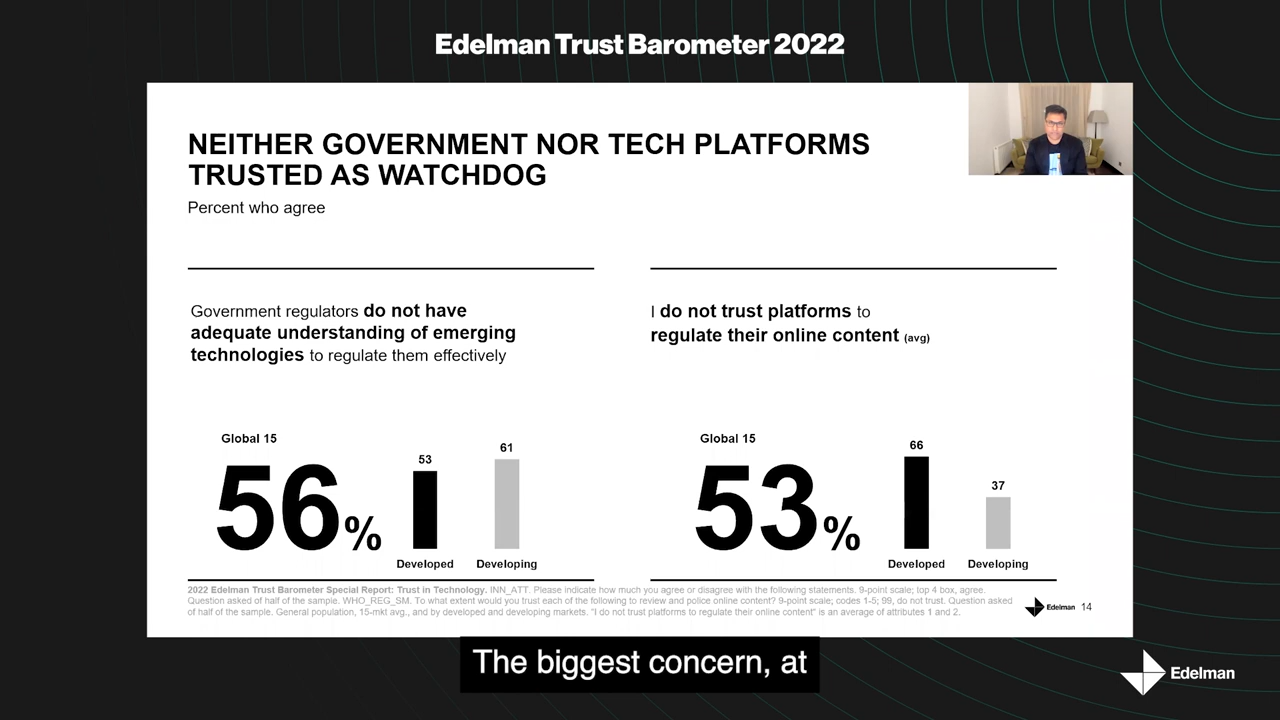 Edelman Trust Barometer 2022
NEITHER GOVERNMENT NOR TECH PLATFORMS
TRUSTED AS WATCHDOG
Percent who agree
Government regulators do not have
adequate understanding of emerging
technologies to regulate them effectively
Global 15
56%
53
Developed
61
Developing
I do not trust platforms to
regulate their online content (avg)
Global 15
53%
66
Developed
37
Developing
2022 Edelman Trust Barometer Special Report: Trust in Technology. INN_ATT. Please indicate how much you agree or disagree with the following statements. 9-point scale; top 4 box, agree.
Question asked of half of the sample. WHO_REG_SM. To what extent would you trust each of the following to review and police online content? 9-point scale; codes 1-5; 99, do not trust. Question asked
of half of the sample. General population, 15-mkt avg., and by developed and developing markets. "I do not trust platforms to regulate their online content" is an average of attributes 1 and 2.
Edelman 14
The biggest concern, at
Edelman